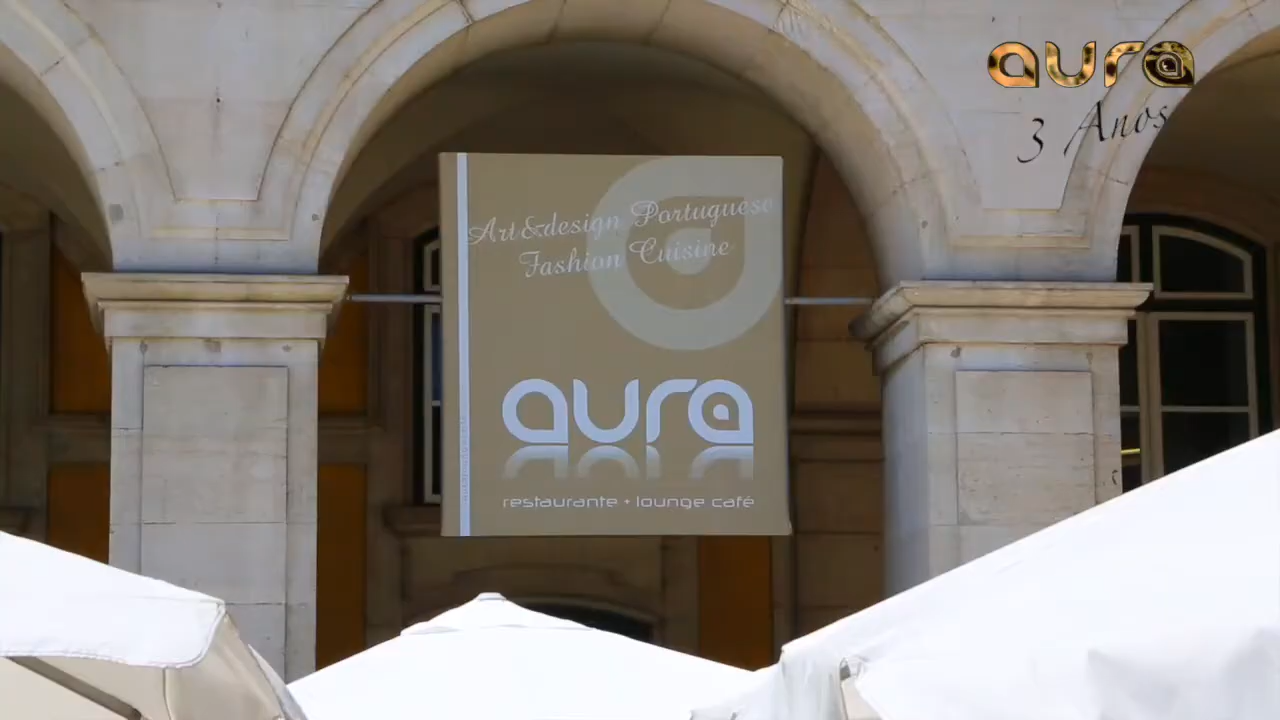 aura
3 Anos
Art&design Portuguese
Fashion Cuisine
aura
restaurante + lounge café